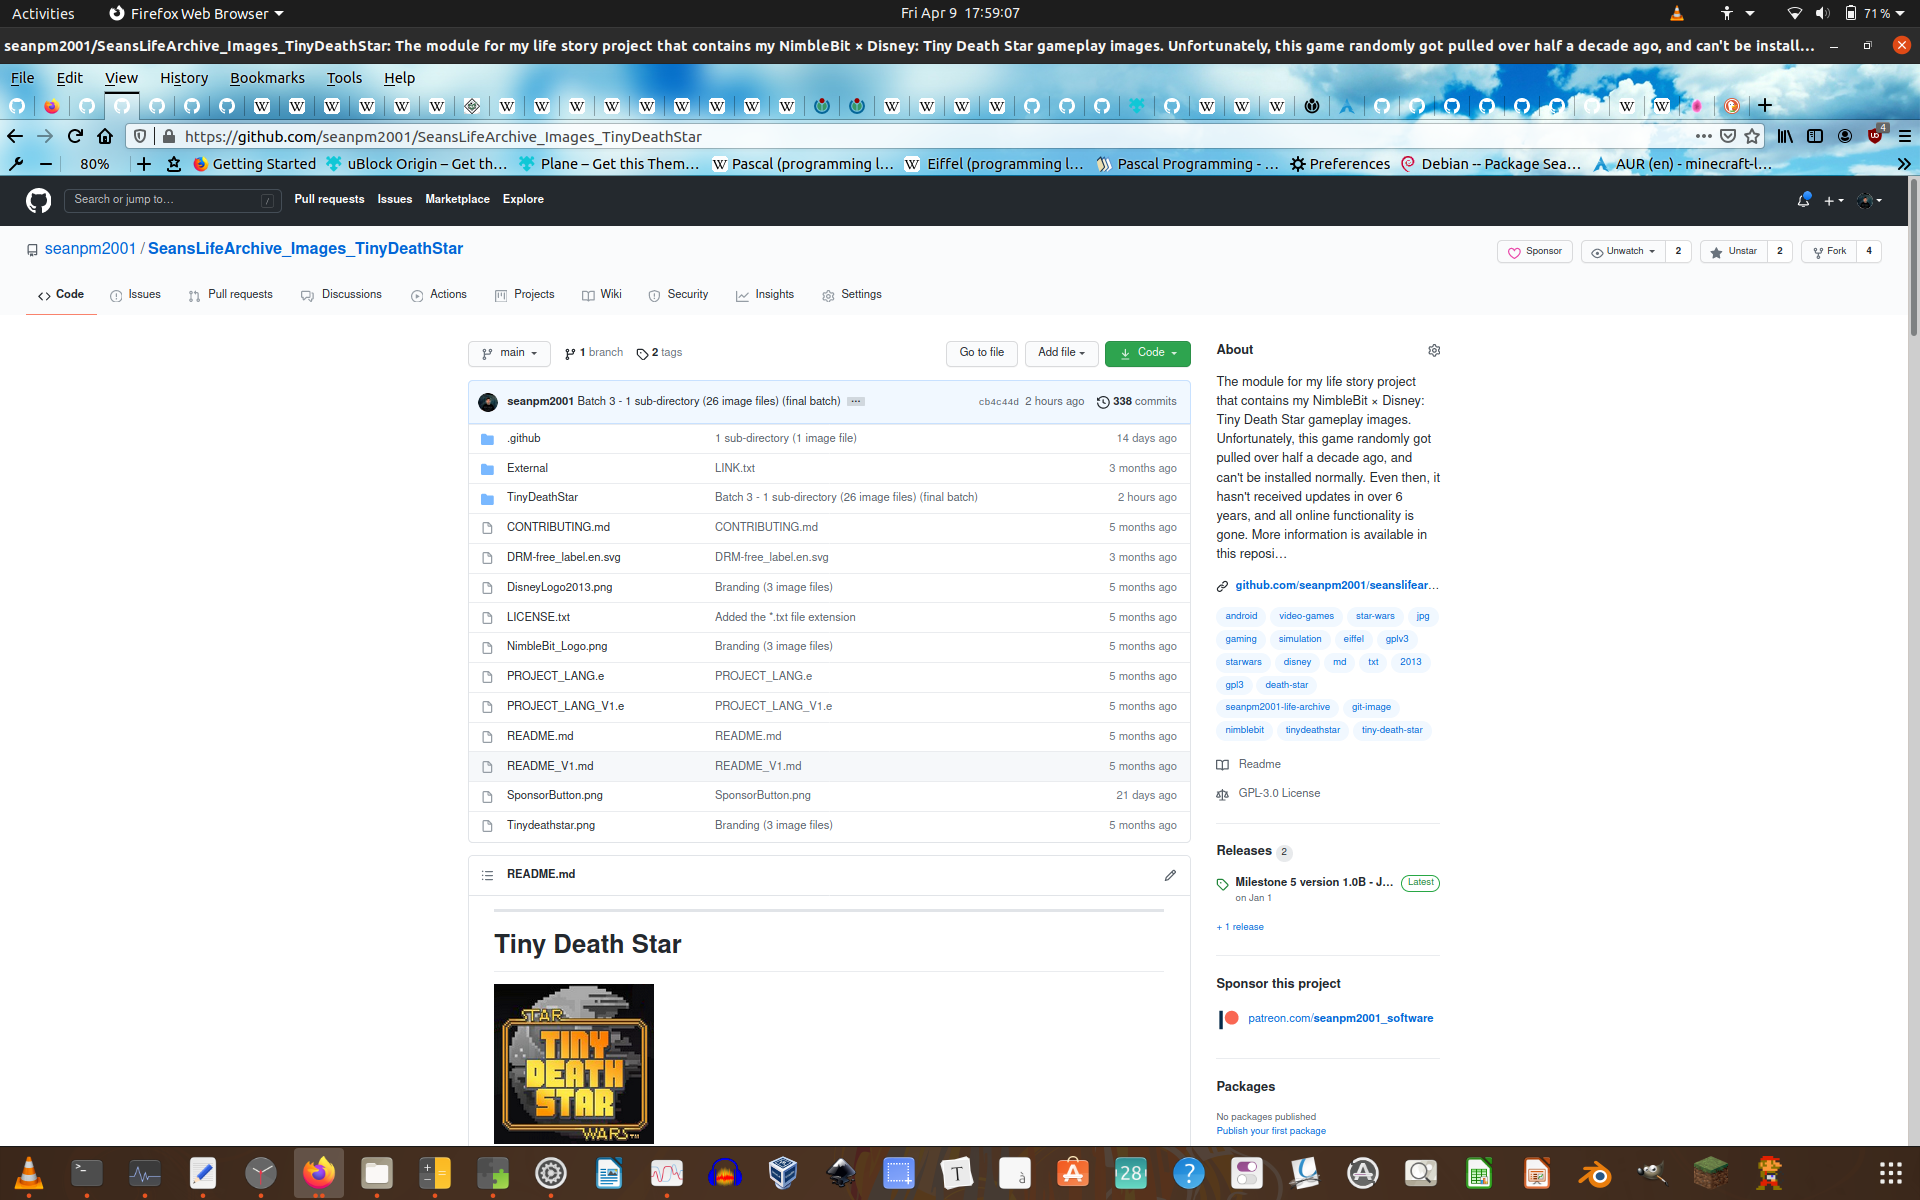 Activities
Firefox Web Browser
Fri Apr 9 17:59:07
71 %
seanpm2001/SeansLifeArchive_Images_TinyDeathStar: The module for my life story project that contains my NimbleBit × Disney: Tiny Death Star gameplay images. Unfortunately, this game randomly got pulled over half a decade ago, and can't be install…
File Edit View History Bookmarks Tools Help
https://github.com/seanpm2001/SeansLifeArchive_Images_TinyDeathStar
4
80%
Getting Started
uBlock Origin – Get th…
Plane – Get this Them…
Pascal (programming l…
Eiffel (programming l…
Pascal Programming - …
Preferences
Debian -- Package Sea…
AUR (en) - minecraft-l…
Search or jump to…
/
Pull requests Issues Marketplace Explore
seanpm2001 / SeansLifeArchive_Images_TinyDeathStar
Sponsor
Unwatch 2
Unstar 2
Fork 4
Code Issues Pull requests Discussions Actions Projects Wiki Security Insights Settings
main
1 branch
2 tags
Go to file
Add file
Code
seanpm2001 Batch 3 - 1 sub-directory (26 image files) (final batch) … cb4c44d 2 hours ago 338 commits
.github 1 sub-directory (1 image file) 14 days ago
External LINK.txt 3 months ago
TinyDeathStar Batch 3 - 1 sub-directory (26 image files) (final batch) 2 hours ago
CONTRIBUTING.md CONTRIBUTING.md 5 months ago
DRM-free_label.en.svg DRM-free_label.en.svg 3 months ago
DisneyLogo2013.png Branding (3 image files) 5 months ago
LICENSE.txt Added the *.txt file extension 5 months ago
NimbleBit_Logo.png Branding (3 image files) 5 months ago
PROJECT_LANG.e PROJECT_LANG.e 5 months ago
PROJECT_LANG_V1.e PROJECT_LANG_V1.e 5 months ago
README.md README.md 5 months ago
README_V1.md README_V1.md 5 months ago
SponsorButton.png SponsorButton.png 21 days ago
Tinydeathstar.png Branding (3 image files) 5 months ago
README.md
Tiny Death Star
STAR
TINY
DEATH
STAR
WARS™
About
The module for my life story project
that contains my NimbleBit × Disney:
Tiny Death Star gameplay images.
Unfortunately, this game randomly got
pulled over half a decade ago, and
can't be installed normally. Even then, it
hasn't received updates in over 6
years, and all online functionality is
gone. More information is available in
this reposi…
github.com/seanpm2001/seanslifear…
android video-games star-wars jpg
gaming simulation eiffel gplv3
starwars disney md txt 2013
gpl3 death-star
seanpm2001-life-archive git-image
nimblebit tinydeathstar tiny-death-star
Readme
GPL-3.0 License
Releases 2
Milestone 5 version 1.0B - J… Latest
on Jan 1
+ 1 release
Sponsor this project
patreon.com/seanpm2001_software
Packages
No packages published
Publish your first package